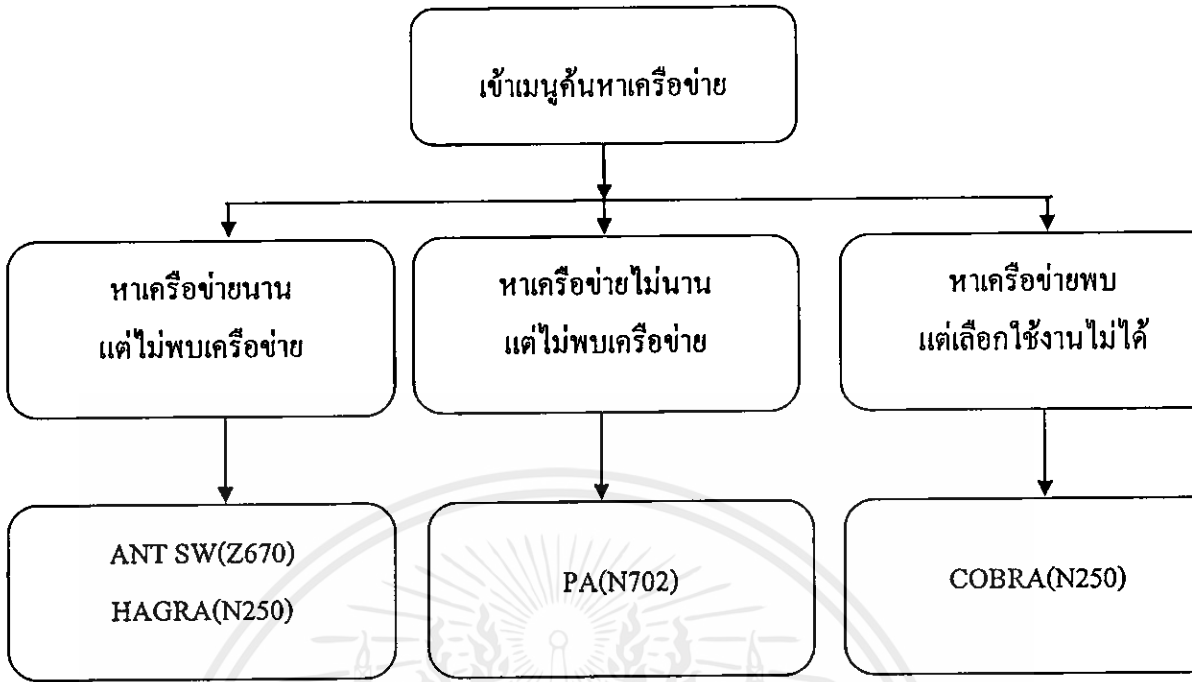 เข้าเมนูค้นหาเครือข่าย
หาเครือข่ายนาน
แต่ไม่พบเครือข่าย
หาเครือข่ายไม่นาน
แต่ไม่พบเครือข่าย
หาเครือข่ายพบ
แต่เลือกใช้งานไม่ได้
ANT SW(Z670)
HAGRA(N250)
PA(N702)
COBRA(N250)